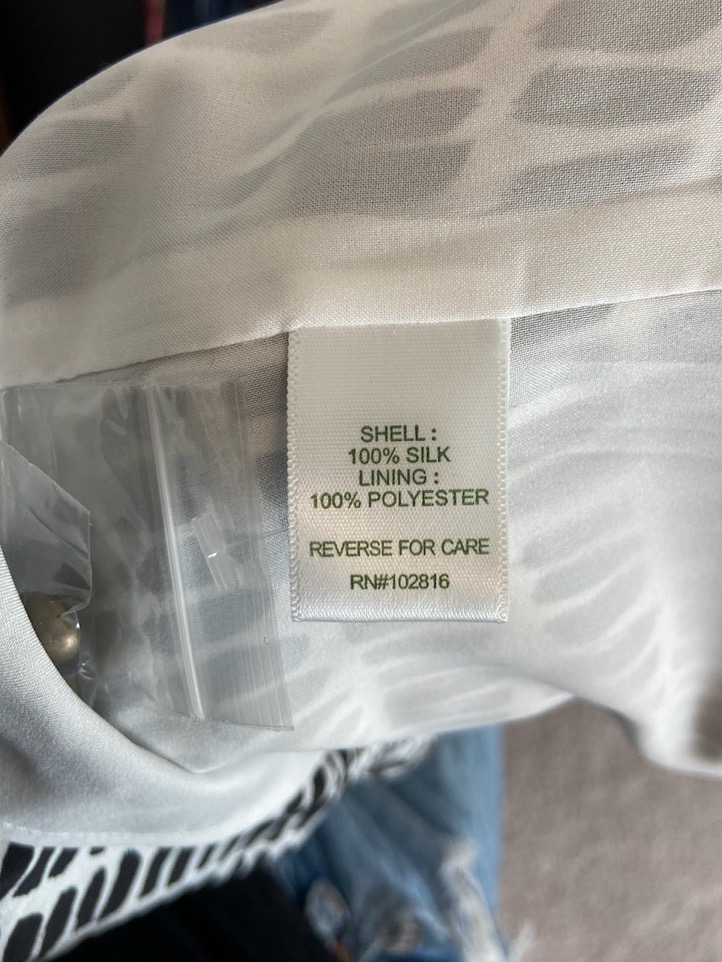 SHELL :
100% SILK
LINING :
100% POLYESTER
REVERSE FOR CARE
RN#102816